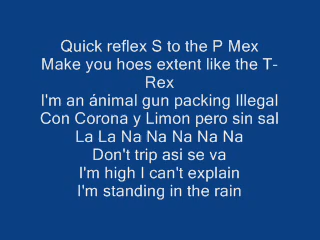 Quick reflex S to the P Mex
Make you hoes extent like the T-
Rex
I'm an ánimal gun packing Illegal
Con Corona y Limon pero sin sal
La La Na Na Na Na Na
Don't trip asi se va
I'm high I can't explain
I'm standing in the rain